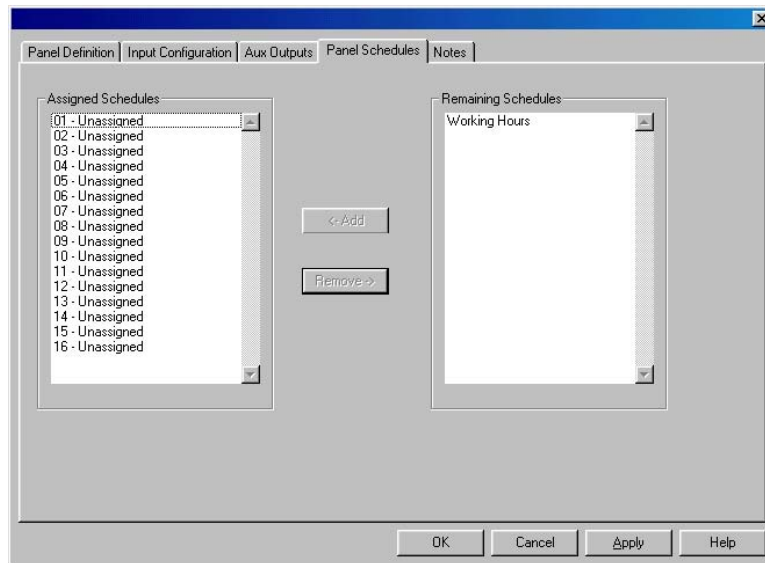 Panel Definition Input Configuration Aux Outputs Panel Schedules Notes
Assigned Schedules
01 - Unassigned
02 - Unassigned
03 - Unassigned
04 - Unassigned
05 - Unassigned
06 - Unassigned
07 - Unassigned
08 - Unassigned
09 - Unassigned
10 - Unassigned
11 - Unassigned
12 - Unassigned
13 - Unassigned
14 - Unassigned
15 - Unassigned
16 - Unassigned
<- Add
Remove ->
Remaining Schedules
Working Hours
OK Cancel Apply Help